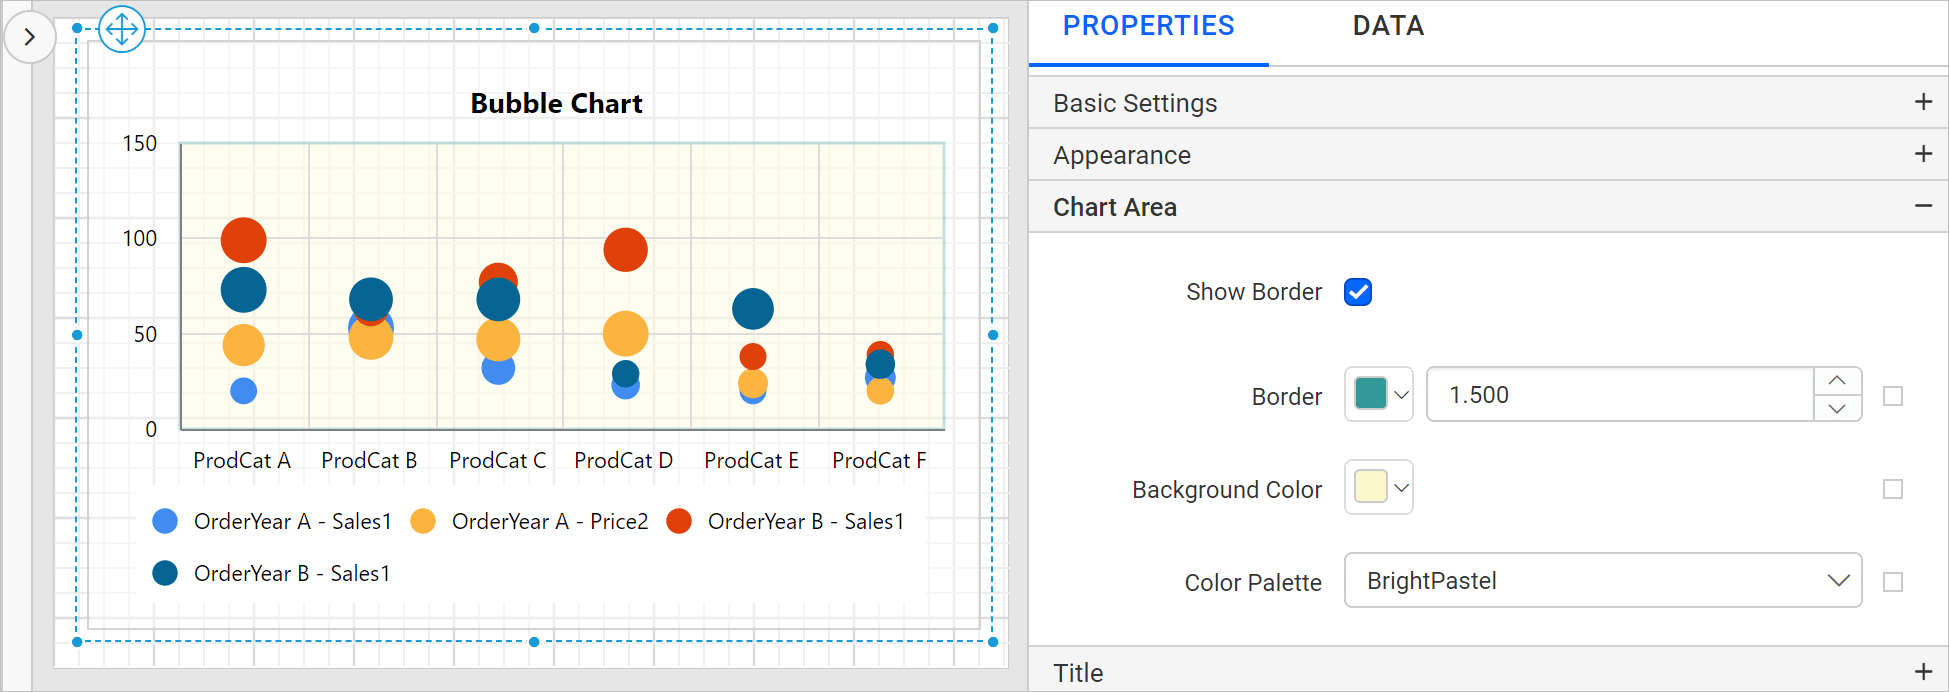 Bubble Chart
150
100
50
0
ProdCat A ProdCat B ProdCat C ProdCat D ProdCat E ProdCat F
OrderYear A - Sales1 OrderYear A - Price2 OrderYear B - Sales1
OrderYear B - Sales1
PROPERTIES DATA
Basic Settings
Appearance
Chart Area
Show Border
Border 1.500
Background Color
Color Palette BrightPastel
Title